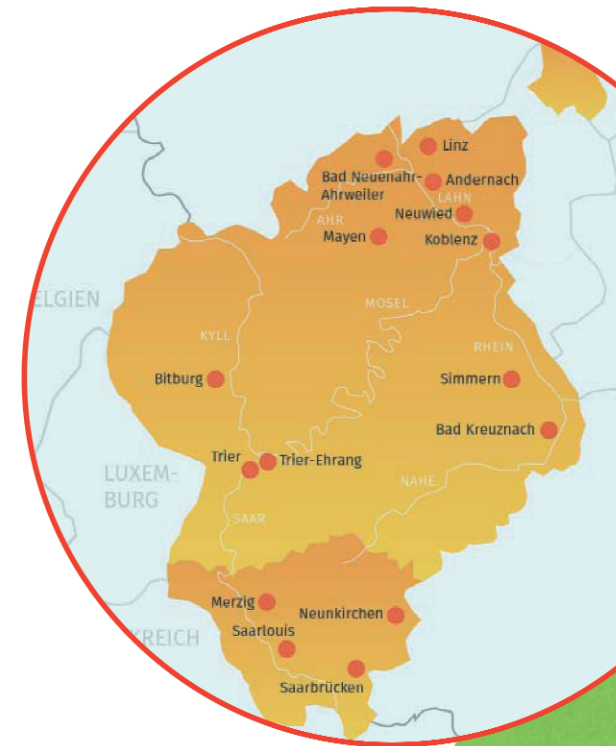 Linz
Bad Neuenahr-
Ahrweiler
Andernach
LAHN
Neuwied
AHR
Mayen
Koblenz
ELGIEN
MOSEL
KYLL
RHEIN
Bitburg
Simmern
Bad Kreuznach
Trier
Trier-Ehrang
LUXEM-
BURG
NAHE
SAAR
Merzig
Neunkirchen
KREICH
Saarlouis
Saarbrücken